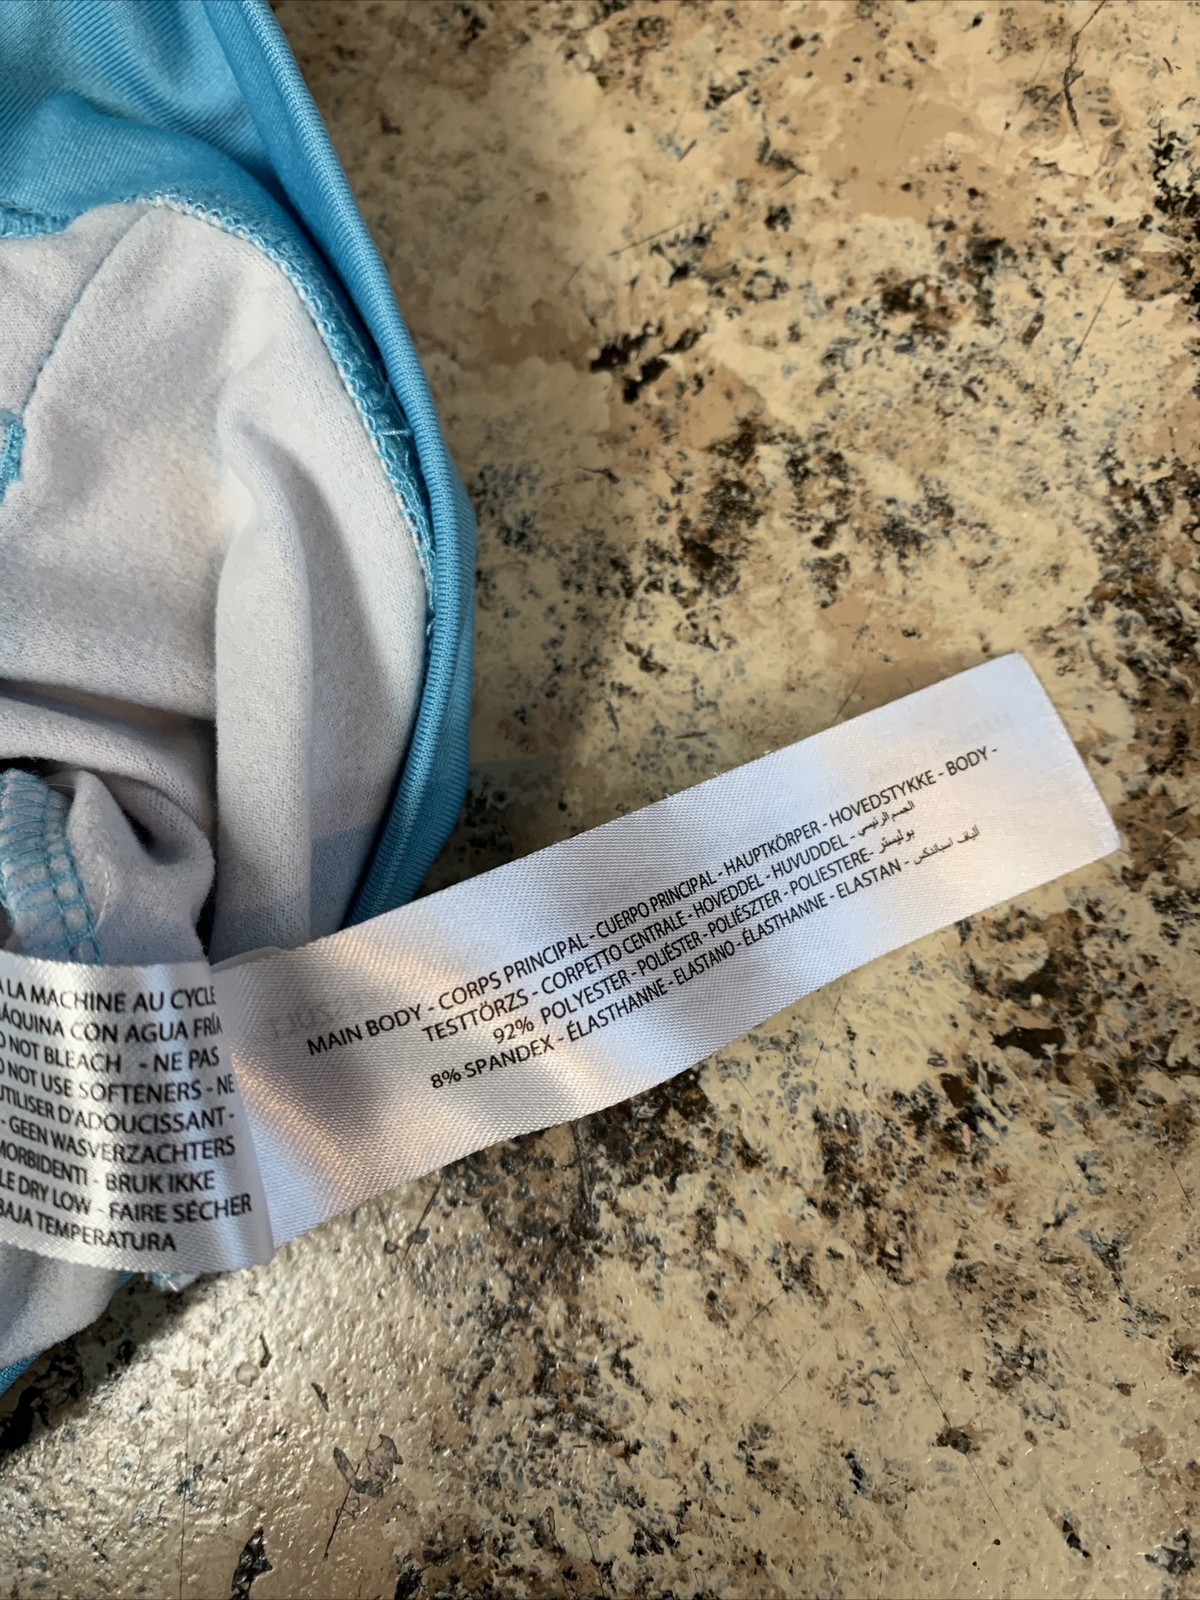 MAIN BODY - CORPS PRINCIPAL - CUERPO PRINCIPAL - HAUPTKÖRPER - HOVEDSTYKKE - BODY -
TESTTÖRZS - CORPETTO CENTRALE - HOVEDDEL - HUVUDDEL - الجسم الرئيسي
92% POLYESTER - POLIÉSTER - POLIÉSZTER - POLIESTERE- بوليستر
8% SPANDEX - ÉLASTHANNE - ELASTANO - ÉLASTHANNE - ELASTAN - ألياف اسباندكس
LA MACHINE AU CYCLE
ÁQUINA CON AGUA FRÍA
O NOT BLEACH - NE PAS
O NOT USE SOFTENERS - NE
UTILISER D'ADOUCISSANT -
- GEEN WASVERZACHTERS
MORBIDENTI - BRUK IKKE
LE DRY LOW - FAIRE SÉCHER
BAJA TEMPERATURA